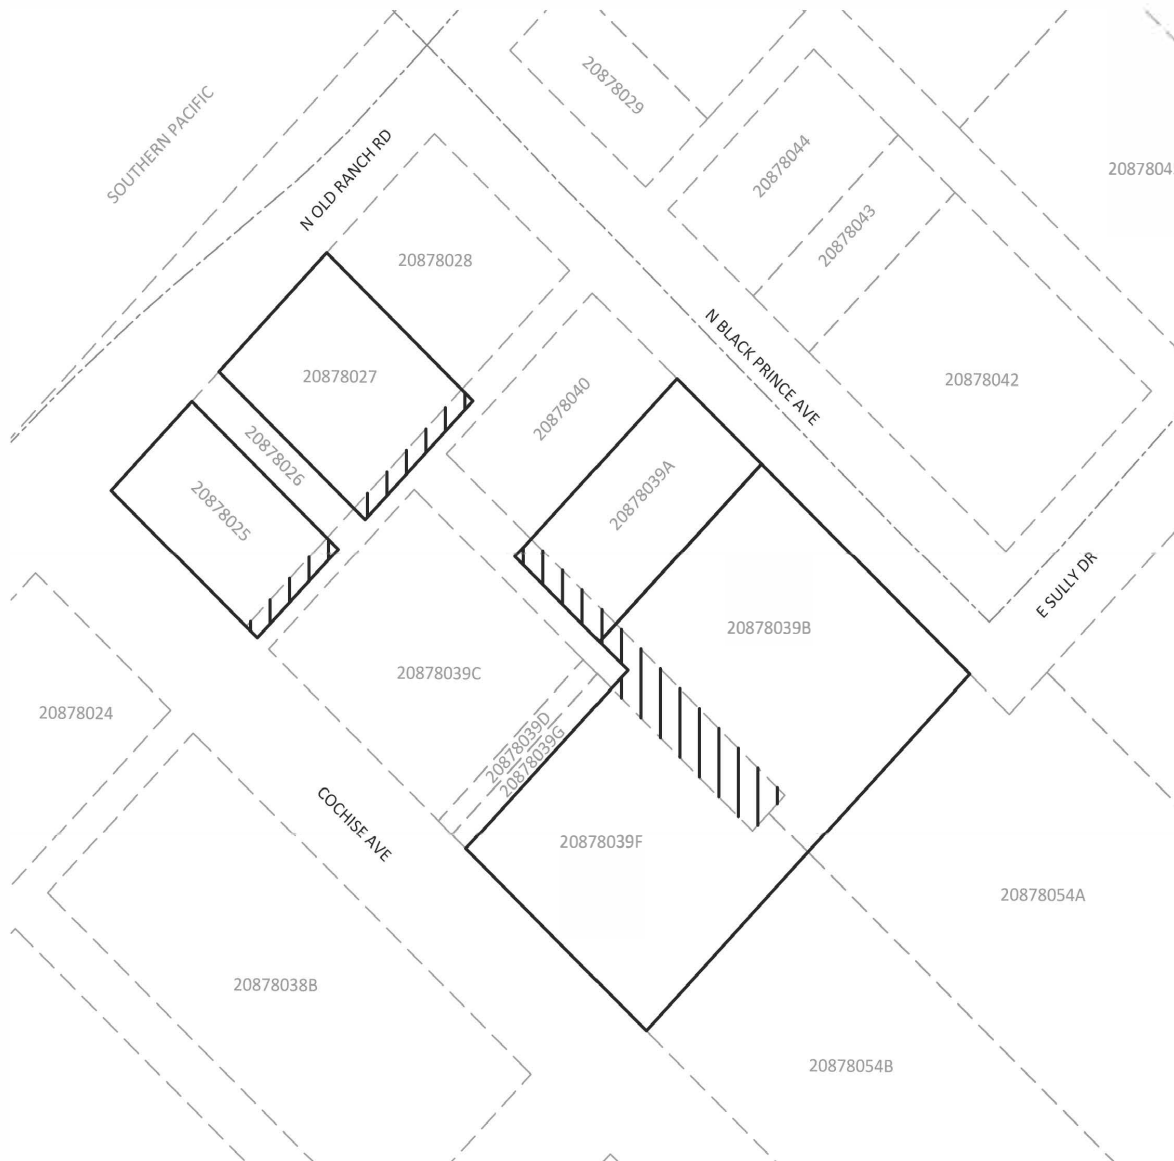 SOUTHERN PACIFIC
N OLD RANCH RD
20878029
20878044
2087804
20878043
20878028
20878027
N BLACK PRINCE AVE
20878042
20878040
20878026
20878039A
20878025
E SULLY DR
20878039B
20878039C
20878024
20878039D
20878039G
COCHISE AVE
20878039F
20878054A
20878038B
20878054B